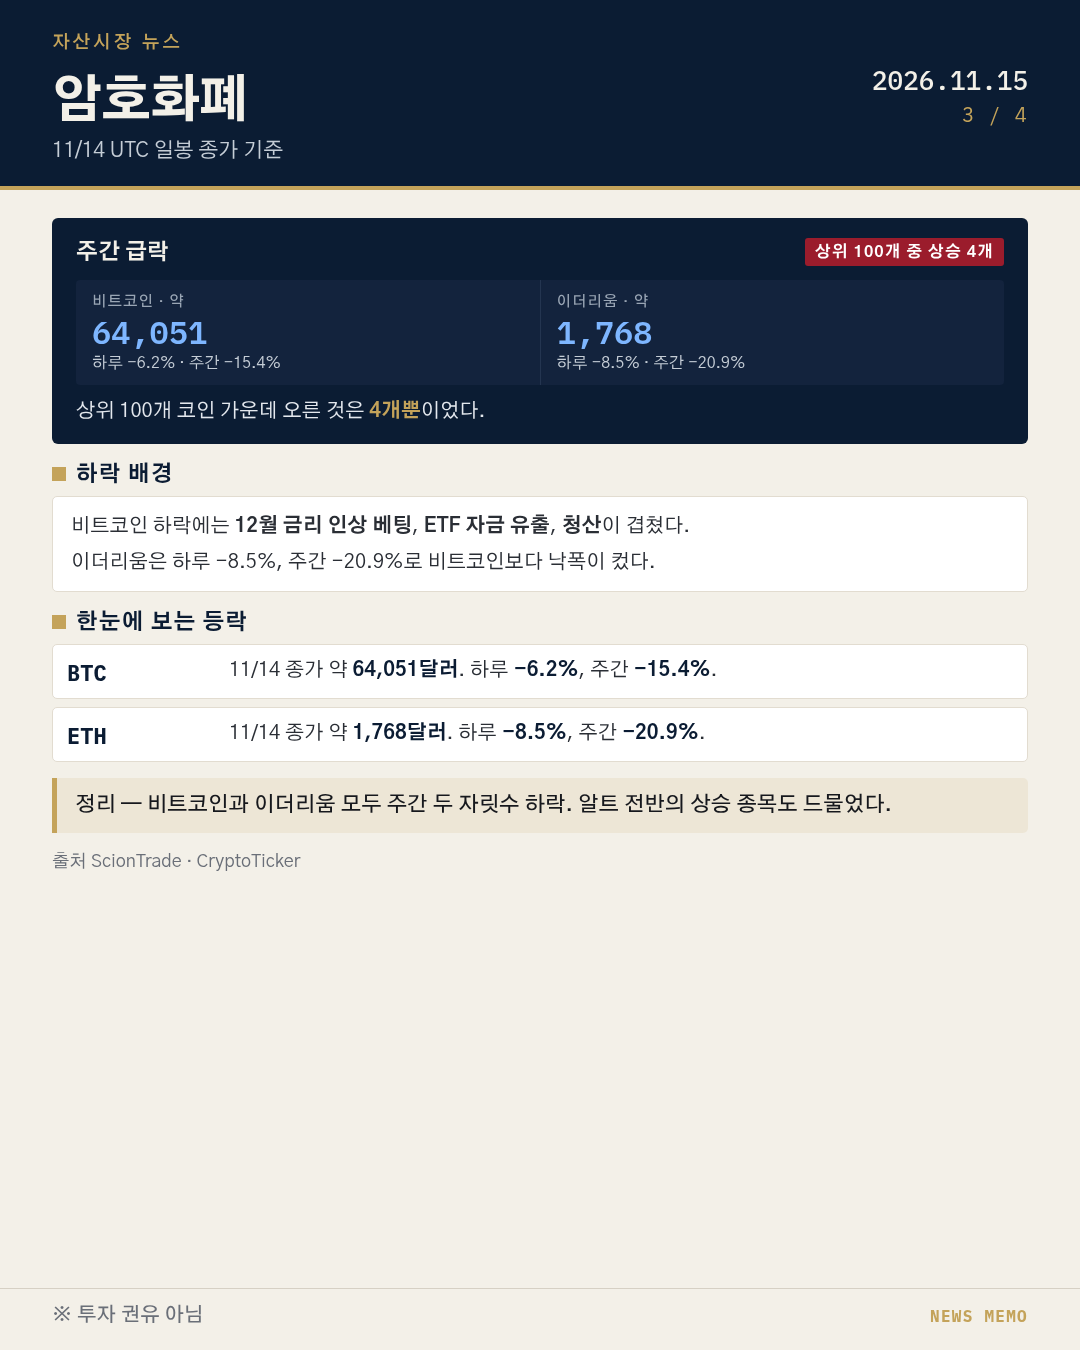 자산시장 뉴스
암호화폐
11/14 UTC 일봉 종가 기준
2026.11.15
3 / 4
주간 급락
상위 100개 중 상승 4개
비트코인 · 약
64,051
하루 −6.2% · 주간 −15.4%
이더리움 · 약
1,768
하루 −8.5% · 주간 −20.9%
상위 100개 코인 가운데 오른 것은 4개뿐이었다.
하락 배경
비트코인 하락에는 12월 금리 인상 베팅, ETF 자금 유출, 청산이 겹쳤다.
이더리움은 하루 −8.5%, 주간 −20.9%로 비트코인보다 낙폭이 컸다.
한눈에 보는 등락
BTC 11/14 종가 약 64,051달러. 하루 −6.2%, 주간 −15.4%.
ETH 11/14 종가 약 1,768달러. 하루 −8.5%, 주간 −20.9%.
정리 — 비트코인과 이더리움 모두 주간 두 자릿수 하락. 알트 전반의 상승 종목도 드물었다.
출처 ScionTrade · CryptoTicker
※ 투자 권유 아님
NEWS MEMO